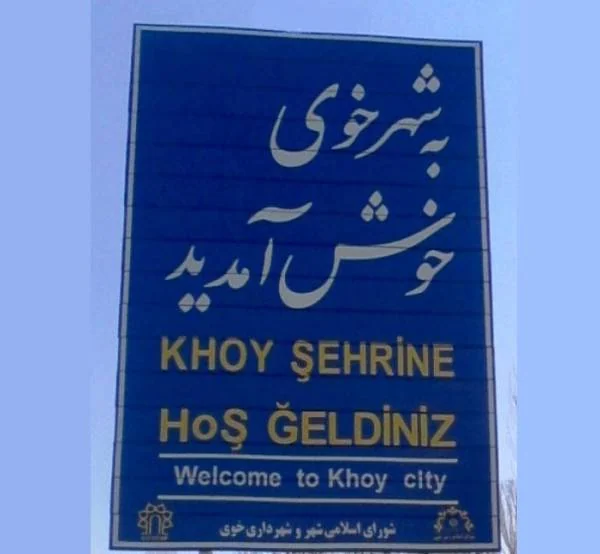 به شهر خوی
خوش آمدید
KHOY ŞEHRİNE
HoŞ ĞELDİNİZ
Welcome to Khoy city
شورای اسلامی شهر و شهرداری خوی